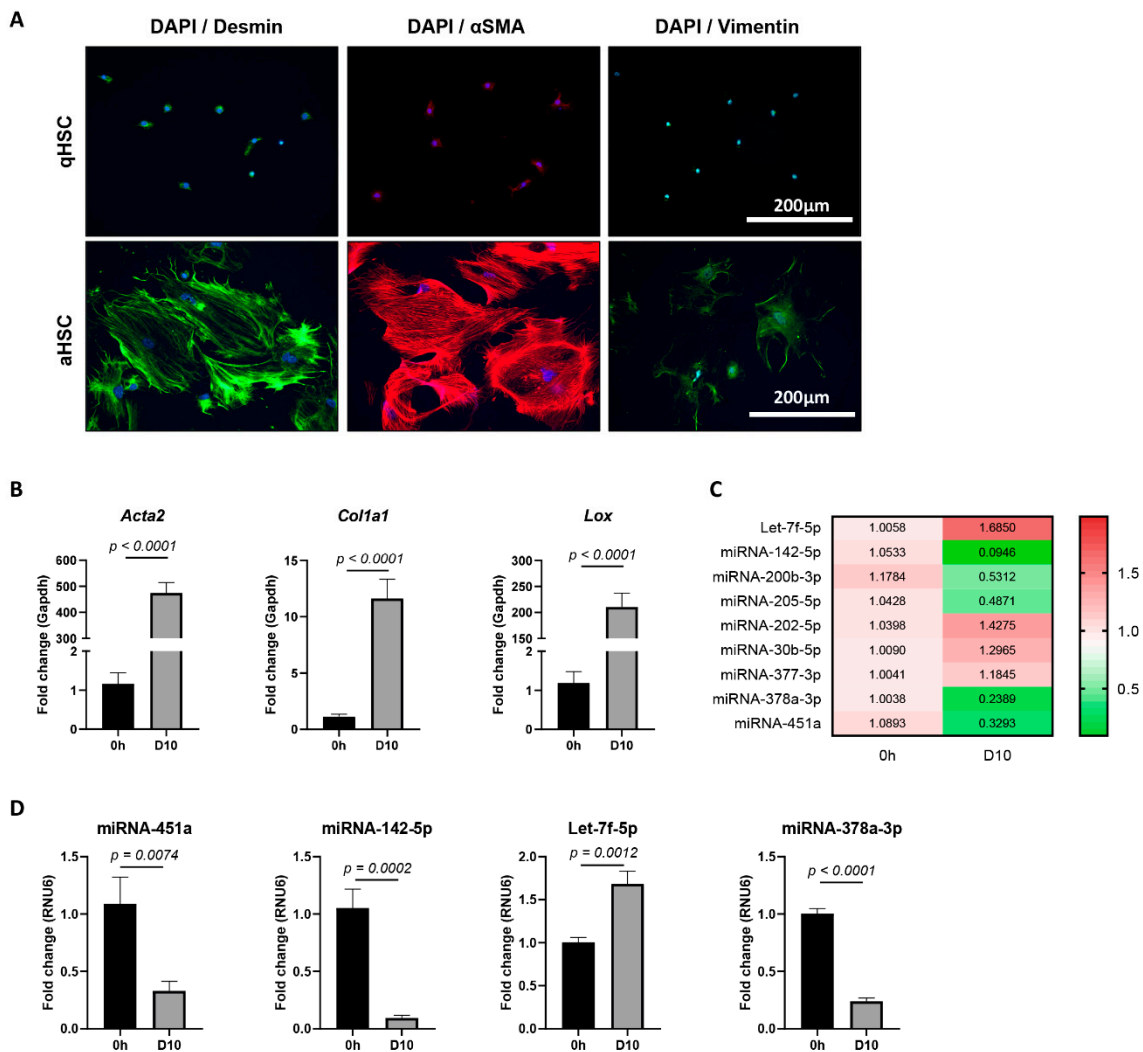 A
DAPI / Desmin
DAPI / αSMA
DAPI / Vimentin
qHSC
200µm
aHSC
200µm
B
Acta2
p < 0.0001
Fold change (Gapdh)
600
500
400
300
2
1
0
0h
D10
Col1a1
p < 0.0001
Fold change (Gapdh)
15
10
5
0
0h
D10
Lox
p < 0.0001
Fold change (Gapdh)
300
250
200
150
2
1
0
0h
D10
C
Let-7f-5p 1.0058 1.6850
miRNA-142-5p 1.0533 0.0946
miRNA-200b-3p 1.1784 0.5312
miRNA-205-5p 1.0428 0.4871
miRNA-202-5p 1.0398 1.4275
miRNA-30b-5p 1.0090 1.2965
miRNA-377-3p 1.0041 1.1845
miRNA-378a-3p 1.0038 0.2389
miRNA-451a 1.0893 0.3293
0h D10
1.5
1.0
0.5
D
miRNA-451a
p = 0.0074
Fold change (RNU6)
1.5
1.0
0.5
0.0
0h
D10
miRNA-142-5p
p = 0.0002
Fold change (RNU6)
1.5
1.0
0.5
0.0
0h
D10
Let-7f-5p
p = 0.0012
Fold change (RNU6)
2.0
1.5
1.0
0.5
0.0
0h
D10
miRNA-378a-3p
p < 0.0001
Fold change (RNU6)
1.5
1.0
0.5
0.0
0h
D10